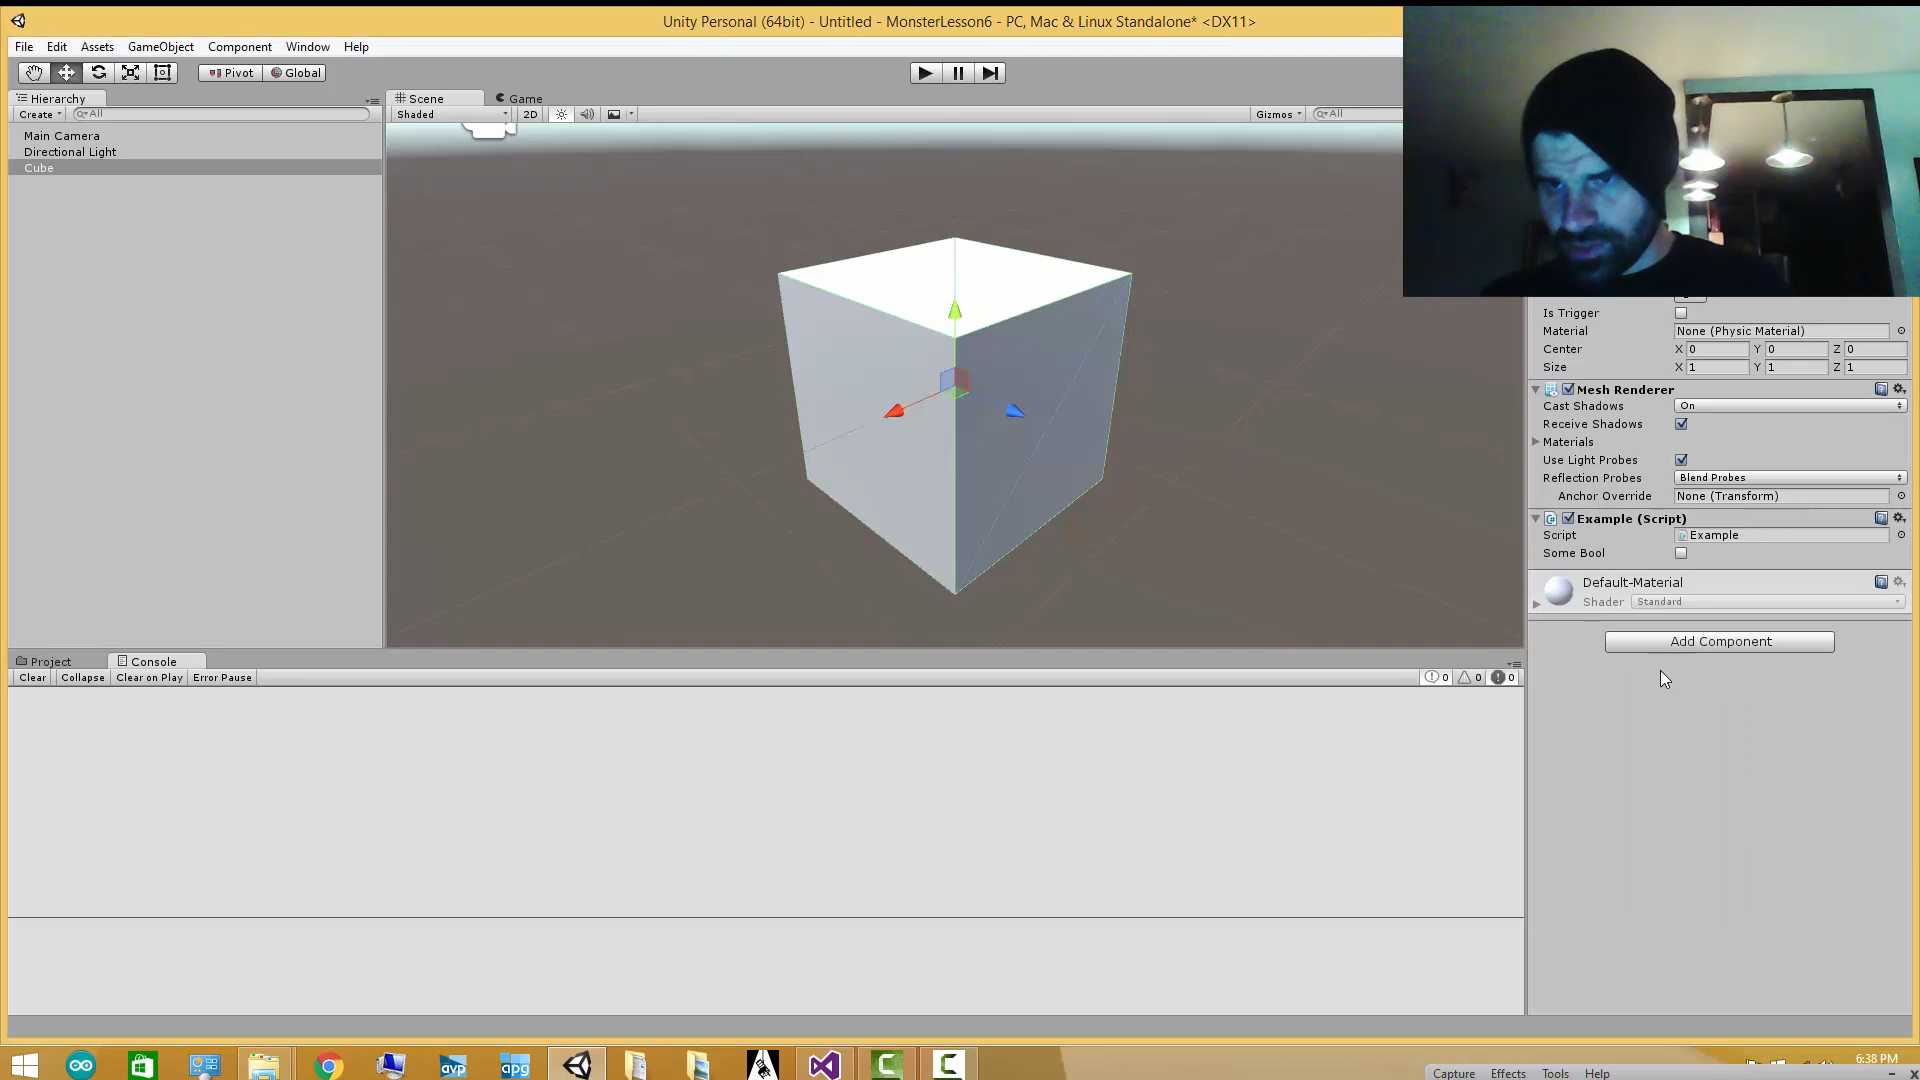 Unity Personal (64bit) - Untitled - MonsterLesson6 - PC, Mac & Linux Standalone* <DX11>
File Edit Assets GameObject Component Window Help
Pivot Global
Hierarchy
Create All
Main Camera
Directional Light
Cube
Scene Game
Shaded 2D Gizmos All
Is Trigger
Material None (Physic Material)
Center X 0 Y 0 Z 0
Size X 1 Y 1 Z 1
Mesh Renderer
Cast Shadows On
Receive Shadows
Materials
Use Light Probes
Reflection Probes Blend Probes
Anchor Override None (Transform)
Example (Script)
Script Example
Some Bool
Default-Material
Shader Standard
Add Component
Project Console
Clear Collapse Clear on Play Error Pause 0 0 0
avp apg
6:38 PM
Capture Effects Tools Help